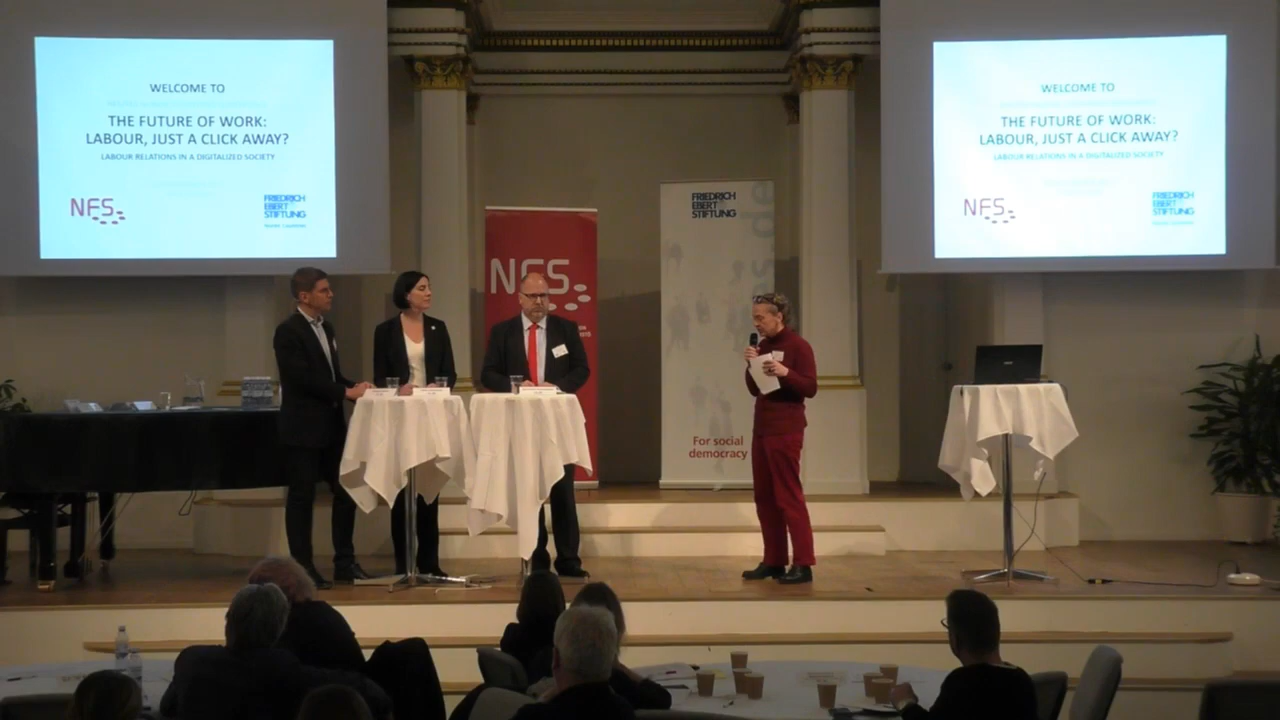 WELCOME TO
THE FUTURE OF WORK:
LABOUR, JUST A CLICK AWAY?
LABOUR RELATIONS IN A DIGITALIZED SOCIETY
NFS
FRIEDRICH
EBERT
STIFTUNG
WELCOME TO
THE FUTURE OF WORK:
LABOUR, JUST A CLICK AWAY?
LABOUR RELATIONS IN A DIGITALIZED SOCIETY
NFS
FRIEDRICH
EBERT
STIFTUNG
NFS
FRIEDRICH
EBERT
STIFTUNG
For social
democracy